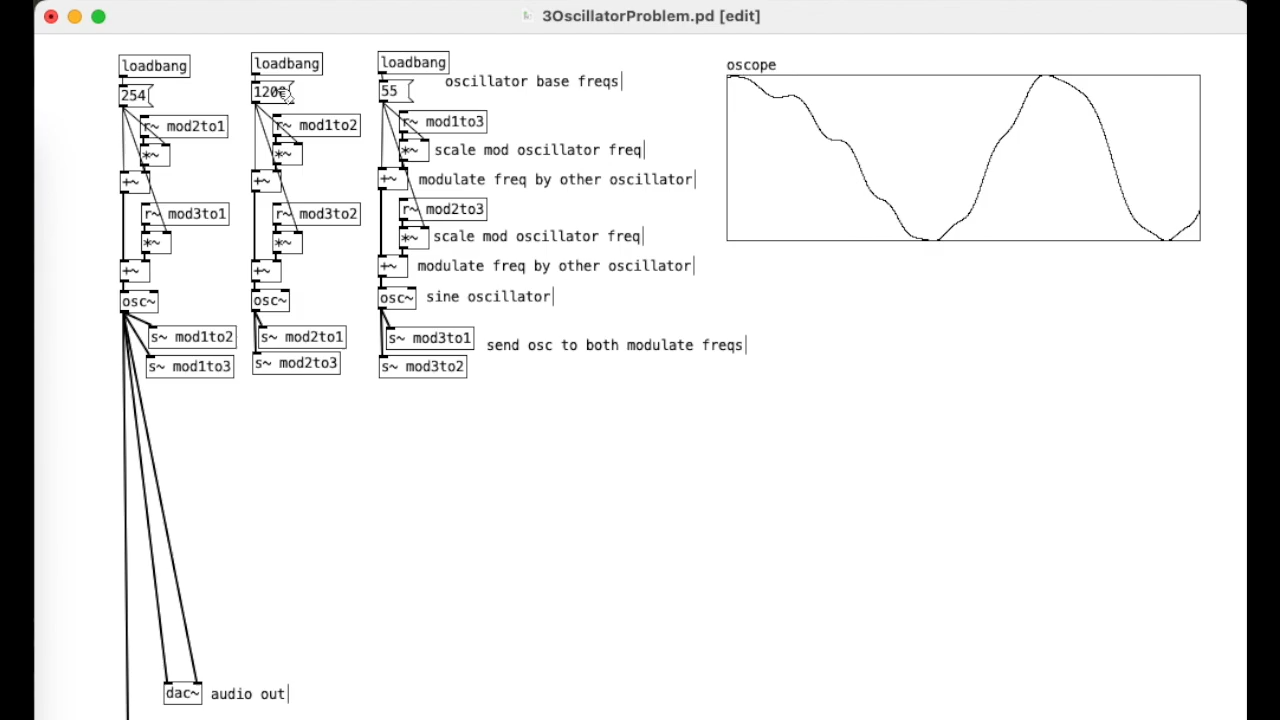 3OscillatorProblem.pd [edit]
loadbang loadbang loadbang
oscope
254 55 oscillator base freqs
r~ mod2to1 r~ mod1to2 r~ mod1to3
*~ *~ *~ scale mod oscillator freq
+~ +~ +~ modulate freq by other oscillator
r~ mod3to1 r~ mod3to2 r~ mod2to3
*~ *~ *~ scale mod oscillator freq
+~ +~ +~ modulate freq by other oscillator
osc~ osc~ osc~ sine oscillator
s~ mod1to2 s~ mod2to1 s~ mod3to1 send osc to both modulate freqs
s~ mod1to3 s~ mod2to3 s~ mod3to2
dac~ audio out